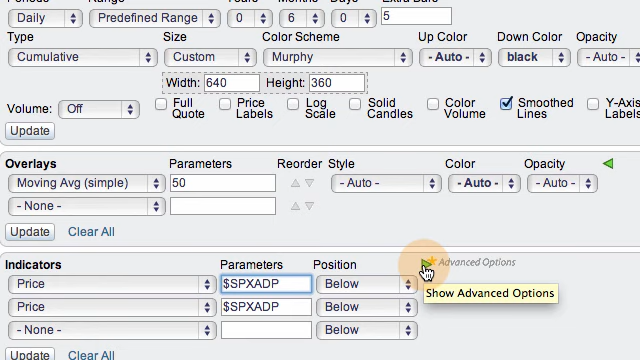 Periods Range Years Months Days Extra Bars
Daily Predefined Range 0 6 0 5
Type Size Color Scheme Up Color Down Color Opacity
Cumulative Custom Murphy - Auto - black - Auto -
Width: 640 Height: 360
Volume: Off Full Quote Price Labels Log Scale Solid Candles Color Volume Smoothed Lines Y-Axis Labels
Update
Overlays Parameters Reorder Style Color Opacity
Moving Avg (simple) 50 - Auto - - Auto - - Auto -
- None -
Update Clear All
Indicators Parameters Position Advanced Options
Price $SPXADP Below
Show Advanced Options
Price $SPXADP Below
- None - Below
Update Clear All